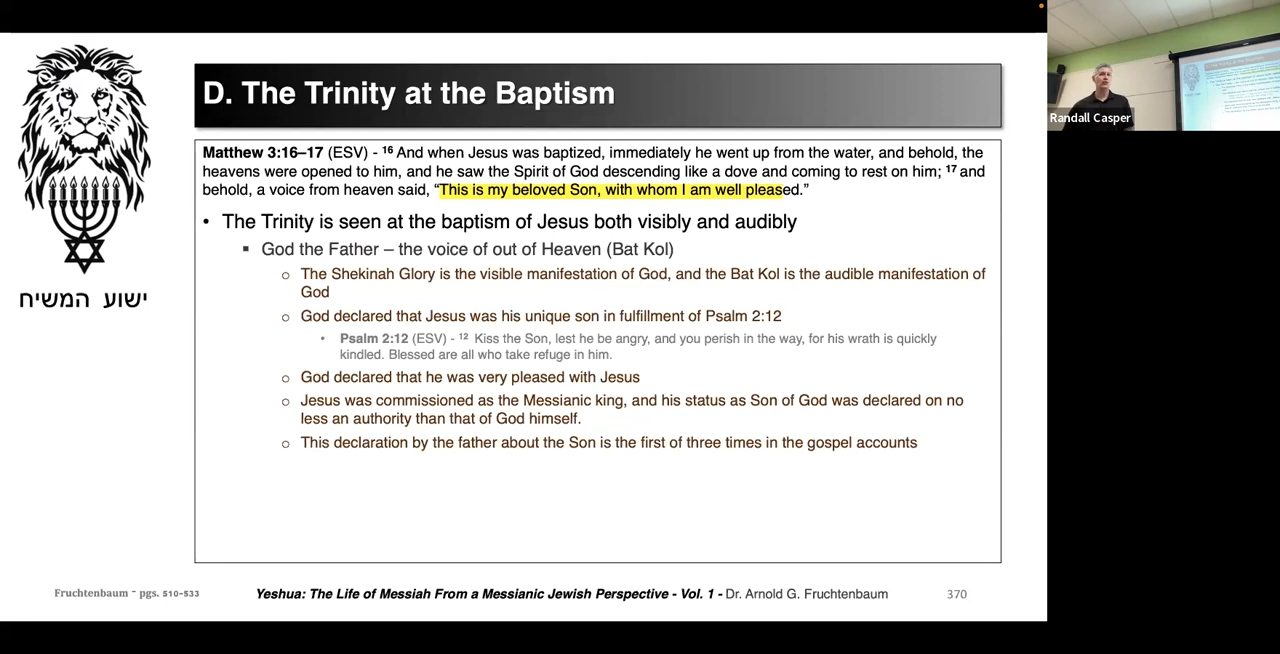 D. The Trinity at the Baptism
Matthew 3:16–17 (ESV) - 16 And when Jesus was baptized, immediately he went up from the water, and behold, the
heavens were opened to him, and he saw the Spirit of God descending like a dove and coming to rest on him; 17 and
behold, a voice from heaven said, “This is my beloved Son, with whom I am well pleased.”
• The Trinity is seen at the baptism of Jesus both visibly and audibly
▪ God the Father – the voice of out of Heaven (Bat Kol)
o The Shekinah Glory is the visible manifestation of God, and the Bat Kol is the audible manifestation of
God
o God declared that Jesus was his unique son in fulfillment of Psalm 2:12
• Psalm 2:12 (ESV) - 12 Kiss the Son, lest he be angry, and you perish in the way, for his wrath is quickly
kindled. Blessed are all who take refuge in him.
o God declared that he was very pleased with Jesus
o Jesus was commissioned as the Messianic king, and his status as Son of God was declared on no
less an authority than that of God himself.
o This declaration by the father about the Son is the first of three times in the gospel accounts
ישוע המשיח
Fruchtenbaum - pgs. 510-533
Yeshua: The Life of Messiah From a Messianic Jewish Perspective - Vol. 1 - Dr. Arnold G. Fruchtenbaum
370
Randall Casper